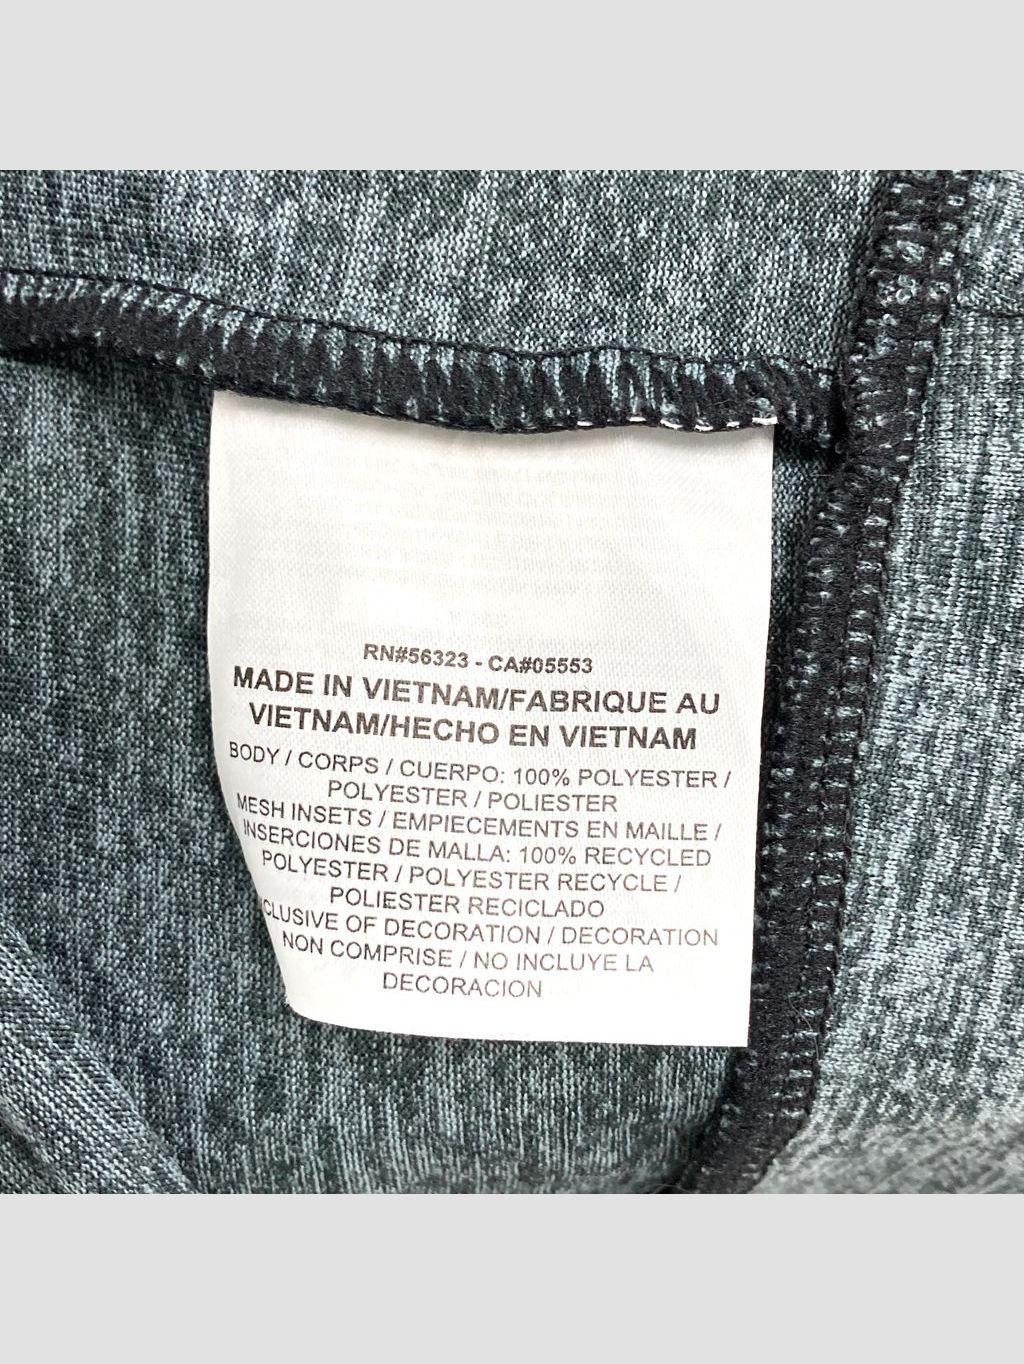 RN#56323 - CA#05553
MADE IN VIETNAM/FABRIQUE AU
VIETNAM/HECHO EN VIETNAM
BODY / CORPS / CUERPO: 100% POLYESTER /
POLYESTER / POLIESTER
MESH INSETS / EMPIECEMENTS EN MAILLE /
INSERCIONES DE MALLA: 100% RECYCLED
POLYESTER / POLYESTER RECYCLE /
POLIESTER RECICLADO
CLUSIVE OF DECORATION / DECORATION
NON COMPRISE / NO INCLUYE LA
DECORACION